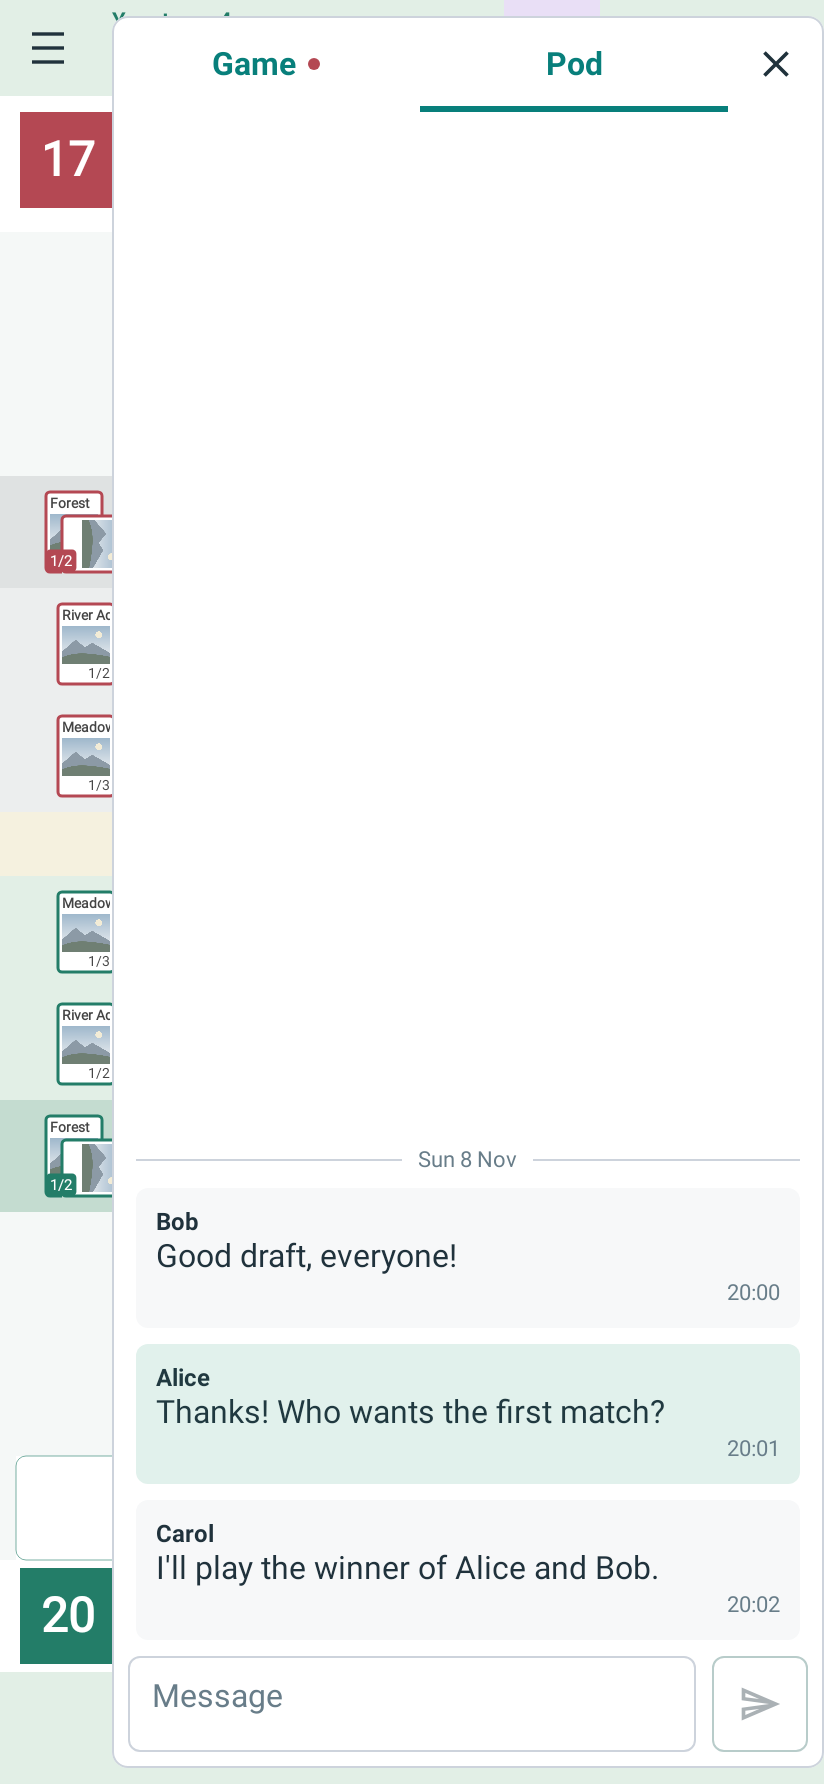 Game
Pod
17
Forest
1/2
River
1/2
1/3
1/3
River
1/2
Forest
1/2
Sun 8 Nov
Bob
Good draft, everyone!
20:00
Alice
Thanks! Who wants the first match?
20:01
Carol
I'll play the winner of Alice and Bob.
20:02
20
Message